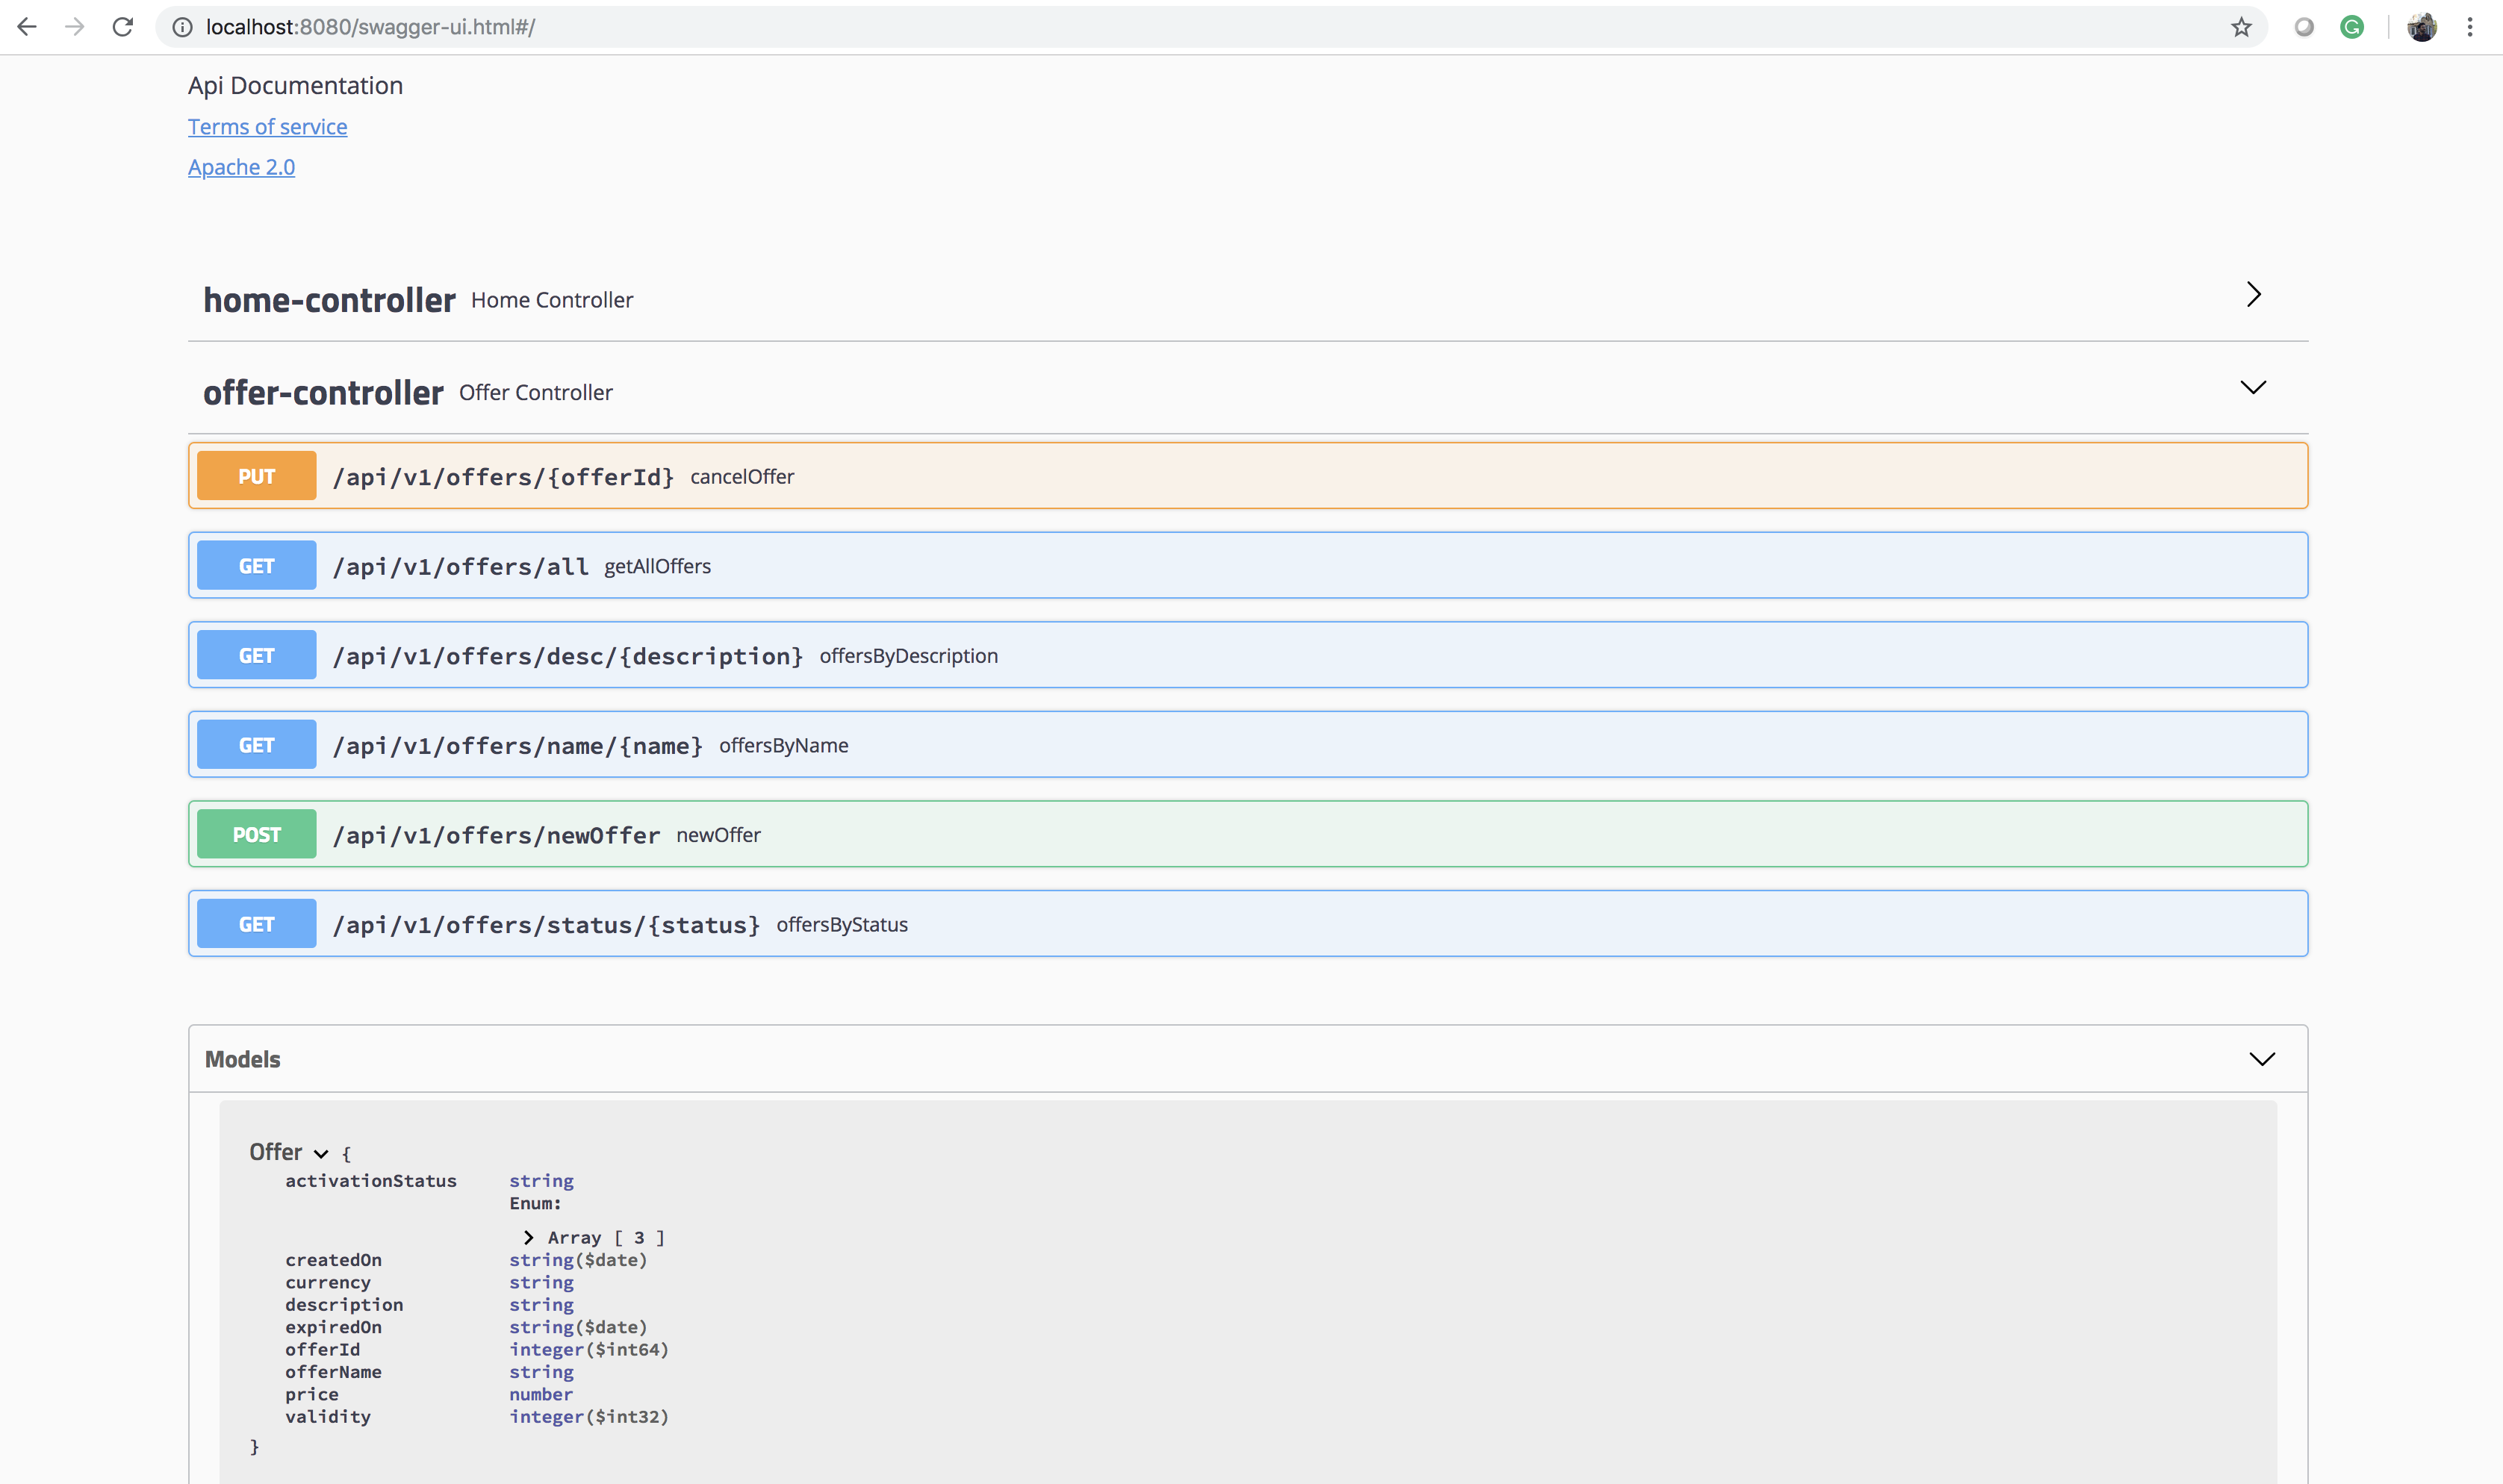 localhost:8080/swagger-ui.html#/
Api Documentation
Terms of service
Apache 2.0
home-controller Home Controller
offer-controller Offer Controller
PUT /api/v1/offers/{offerId} cancelOffer
GET /api/v1/offers/all getAllOffers
GET /api/v1/offers/desc/{description} offersByDescription
GET /api/v1/offers/name/{name} offersByName
POST /api/v1/offers/newOffer newOffer
GET /api/v1/offers/status/{status} offersByStatus
Models
Offer {
activationStatus string
Enum:
Array [ 3 ]
createdOn string($date)
currency string
description string
expiredOn string($date)
offerId integer($int64)
offerName string
price number
validity integer($int32)
}